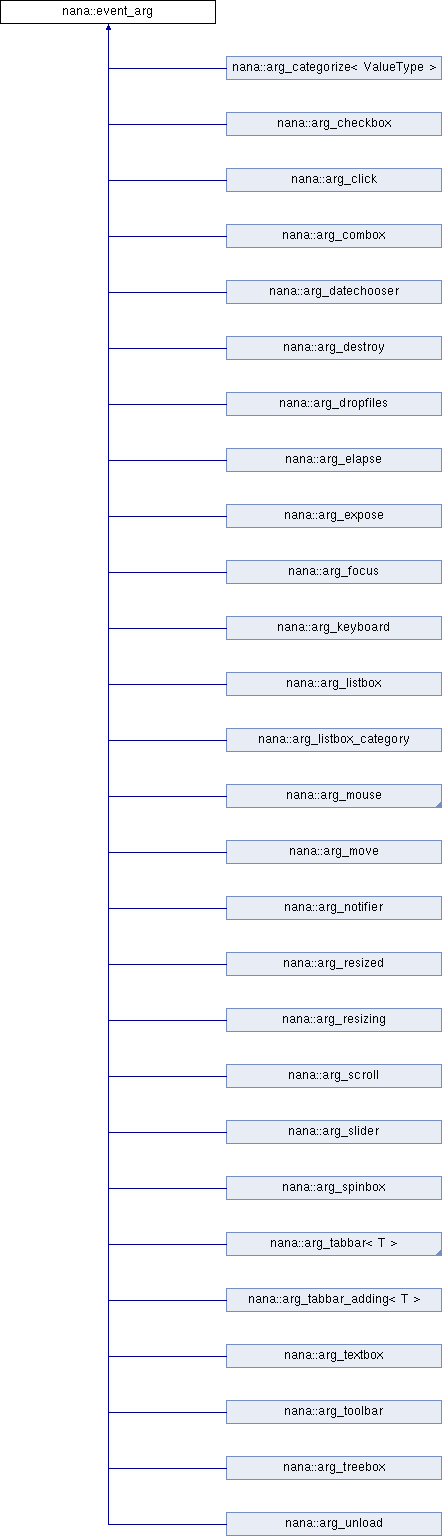 nana::event_arg
nana::arg_categorize< ValueType >
nana::arg_checkbox
nana::arg_click
nana::arg_combox
nana::arg_datechooser
nana::arg_destroy
nana::arg_dropfiles
nana::arg_elapse
nana::arg_expose
nana::arg_focus
nana::arg_keyboard
nana::arg_listbox
nana::arg_listbox_category
nana::arg_mouse
nana::arg_move
nana::arg_notifier
nana::arg_resized
nana::arg_resizing
nana::arg_scroll
nana::arg_slider
nana::arg_spinbox
nana::arg_tabbar< T >
nana::arg_tabbar_adding< T >
nana::arg_textbox
nana::arg_toolbar
nana::arg_treebox
nana::arg_unload